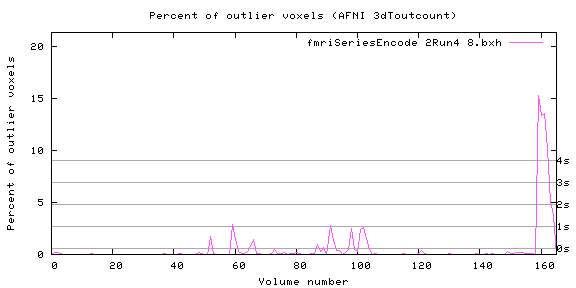 Percent of outlier voxels (AFNI 3dToutcount)
fmriSeriesEncode 2Run4 8.bxh
Percent of outlier voxels
20
15
10
5
0
4s
3s
2s
1s
0s
0 20 40 60 80 100 120 140 160
Volume number